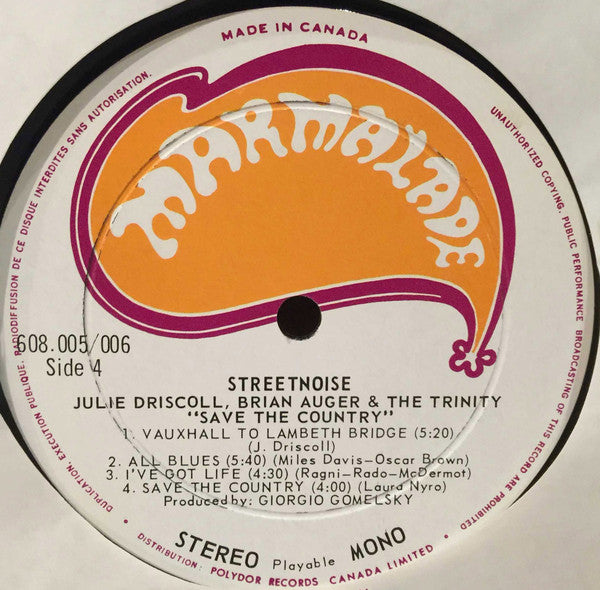 MADE IN CANADA
MARMALADE
608.005/006
Side 4
STREETNOISE
JULIE DRISCOLL, BRIAN AUGER & THE TRINITY
"SAVE THE COUNTRY"
1. VAUXHALL TO LAMBETH BRIDGE (5:20)
(J. Driscoll)
2. ALL BLUES (5:40) (Miles Davis-Oscar Brown)
3. I'VE GOT LIFE (4:30) (Ragni-Rado-McDermot)
4. SAVE THE COUNTRY (4:00) (Laura Nyro)
Produced by: GIORGIO GOMELSKY
STEREO Playable MONO
• DISTRIBUTION: POLYDOR RECORDS CANADA LIMITED •
DUPLICATION, EXECUTION PUBLIQUE, RADIODIFFUSION DE CE DISQUE INTERDITES SANS AUTORISATION.
UNAUTHORIZED COPYING, PUBLIC PERFORMANCE BROADCASTING OF THIS RECORD ARE PROHIBITED.